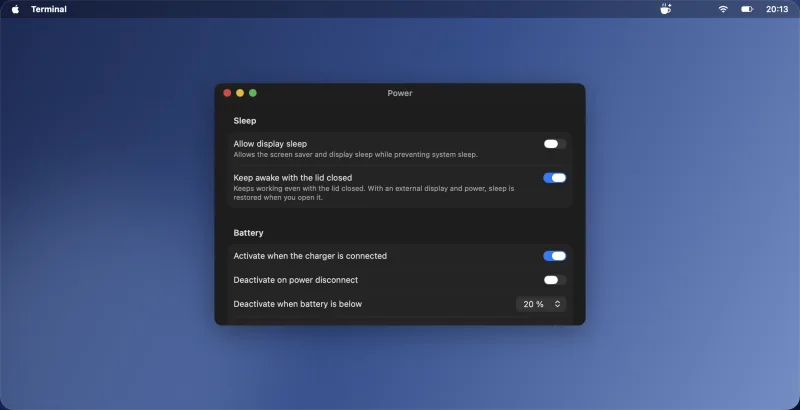 Terminal
20:13
Power
Sleep
Allow display sleep
Allows the screen saver and display sleep while preventing system sleep.
Keep awake with the lid closed
Keeps working even with the lid closed. With an external display and power, sleep is
restored when you open it.
Battery
Activate when the charger is connected
Deactivate on power disconnect
Deactivate when battery is below
20 %